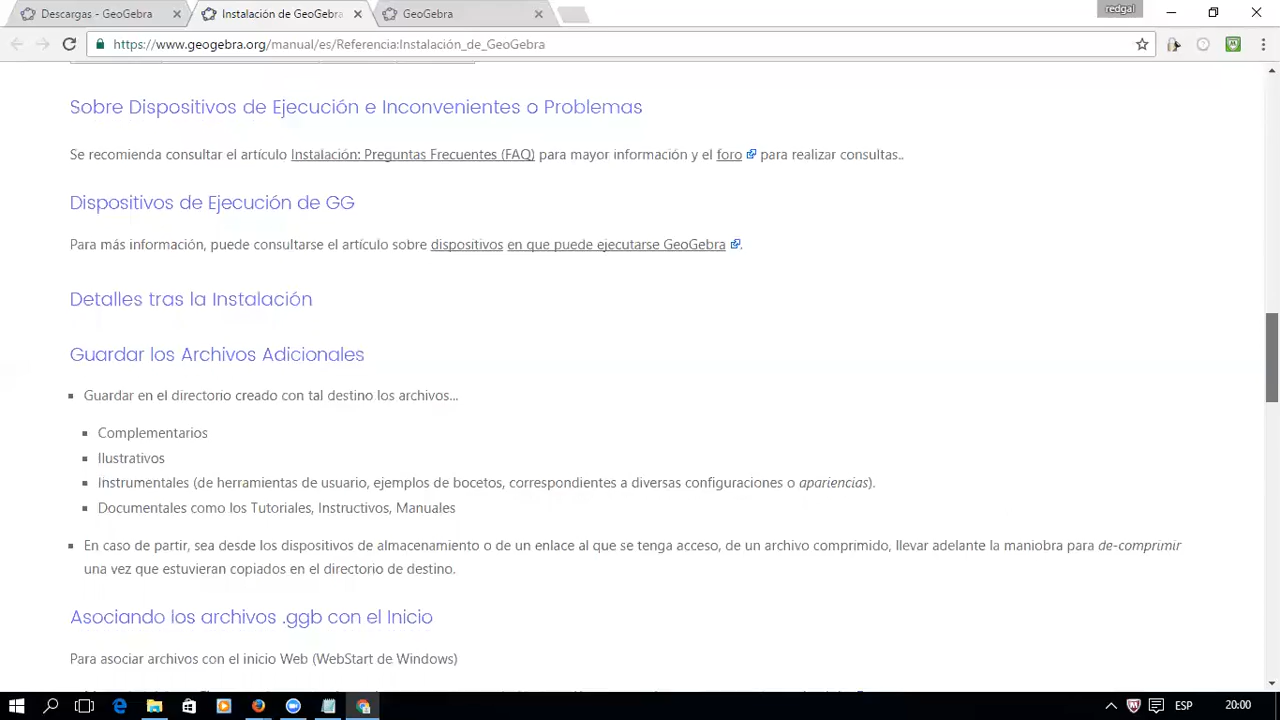 Descargas - GeoGebra
Instalación de GeoGebra
GeoGebra
redgal
https://www.geogebra.org/manual/es/Referencia:Instalación_de_GeoGebra
Sobre Dispositivos de Ejecución e Inconvenientes o Problemas
Se recomienda consultar el artículo Instalación: Preguntas Frecuentes (FAQ) para mayor información y el foro para realizar consultas..
Dispositivos de Ejecución de GG
Para más información, puede consultarse el artículo sobre dispositivos en que puede ejecutarse GeoGebra .
Detalles tras la Instalación
Guardar los Archivos Adicionales
Guardar en el directorio creado con tal destino los archivos...
Complementarios
Ilustrativos
Instrumentales (de herramientas de usuario, ejemplos de bocetos, correspondientes a diversas configuraciones o apariencias).
Documentales como los Tutoriales, Instructivos, Manuales
En caso de partir, sea desde los dispositivos de almacenamiento o de un enlace al que se tenga acceso, de un archivo comprimido, llevar adelante la maniobra para de-comprimir
una vez que estuvieran copiados en el directorio de destino.
Asociando los archivos .ggb con el Inicio
Para asociar archivos con el inicio Web (WebStart de Windows)
ESP
20:00